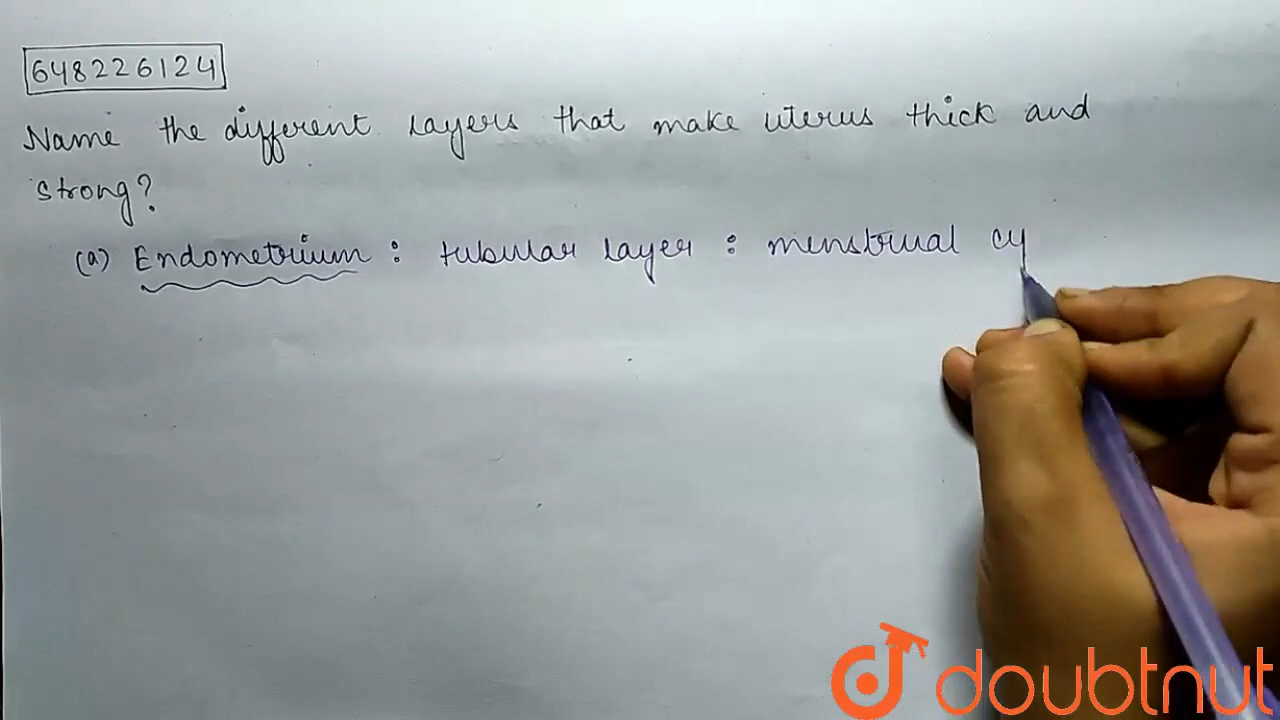 648226124
Name the different layers that make uterus thick and
strong?
(a) Endometrium : tubular layer : menstrual cy
doubtnut